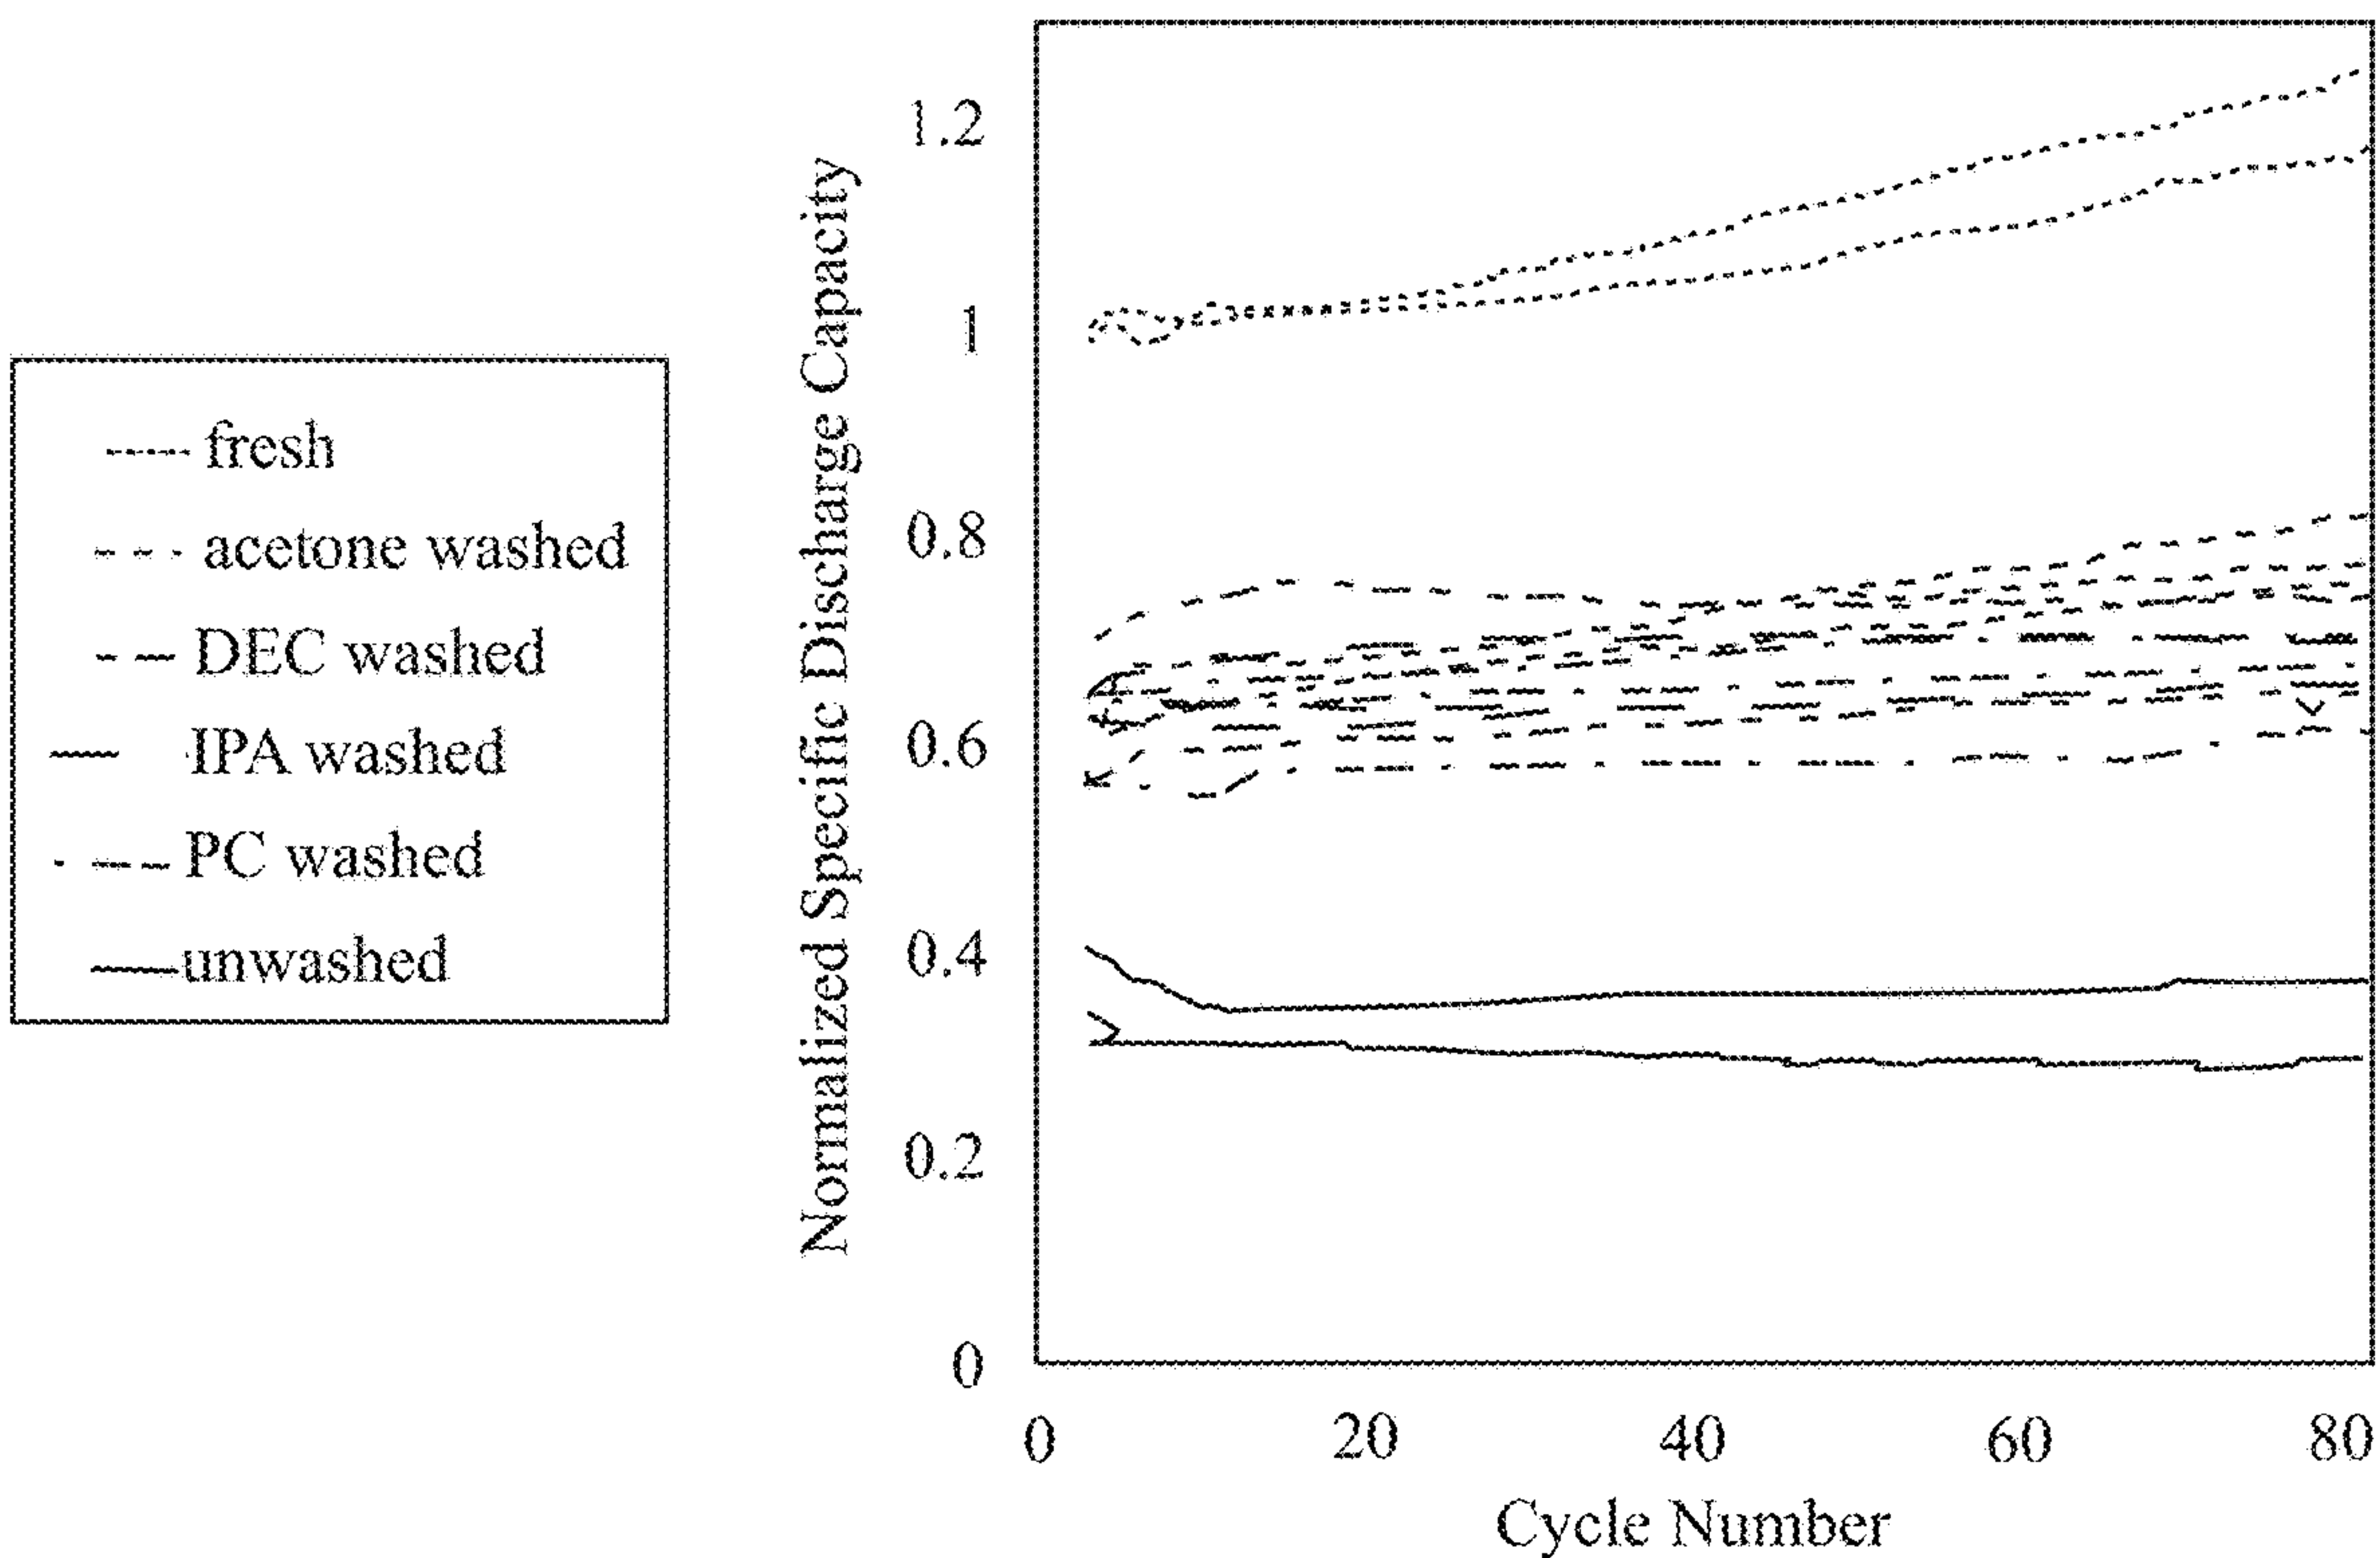 fresh
acetone washed
DEC washed
IPA washed
PC washed
unwashed
Normalized Specific Discharge Capacity
1.2
1
0.8
0.6
0.4
0.2
0
0 20 40 60 80
Cycle Number